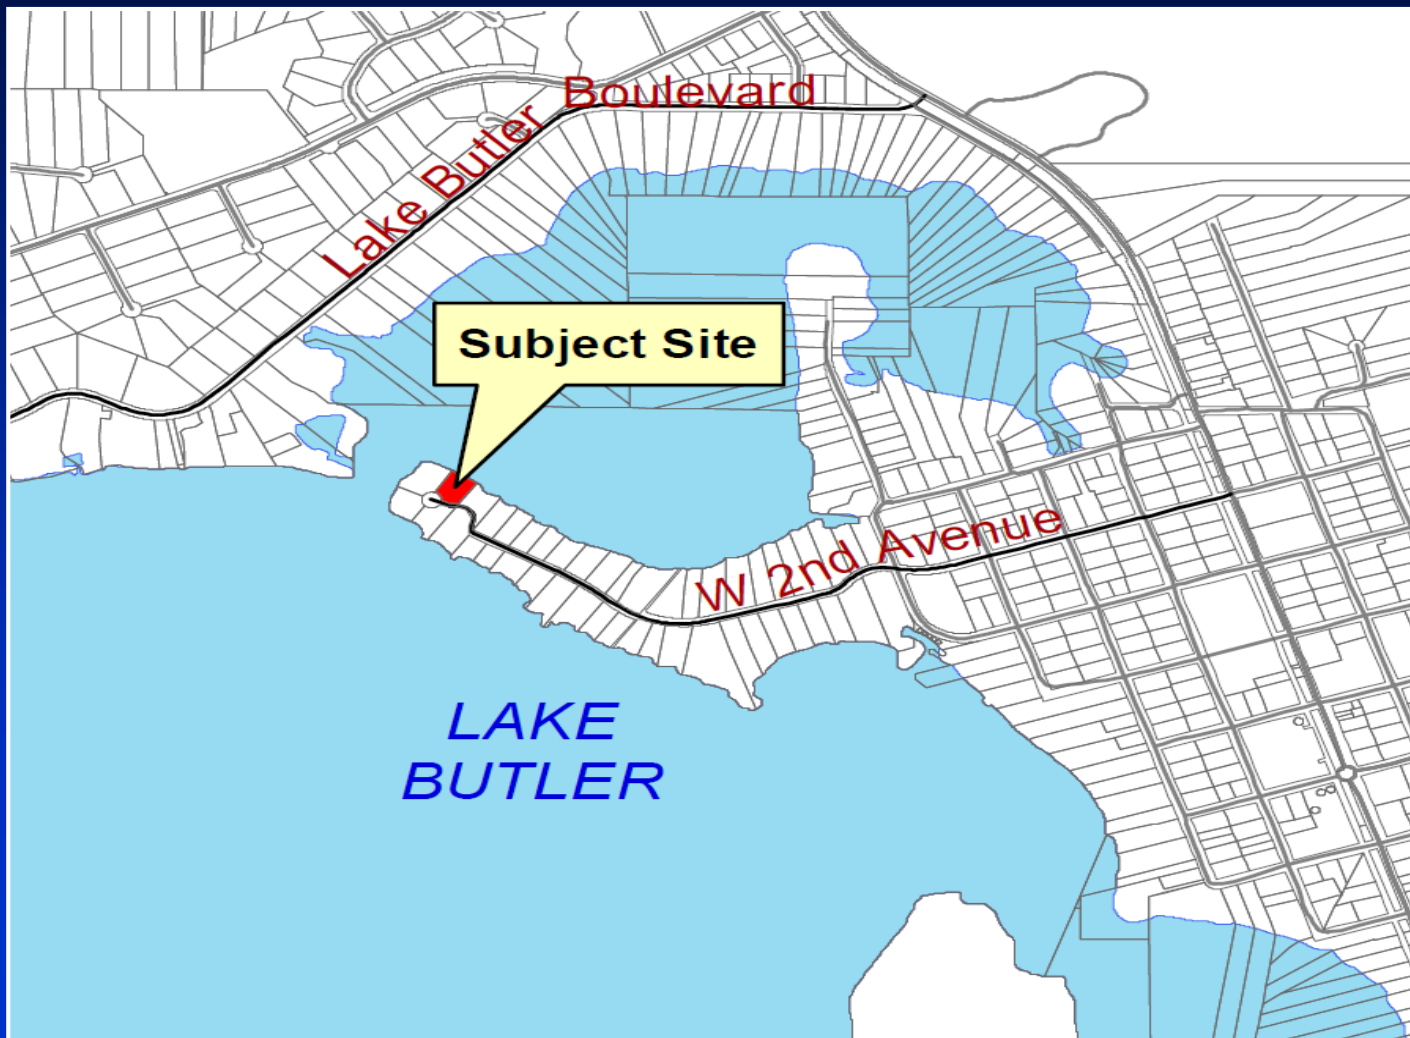 Lake Butler Boulevard
Subject Site
W 2nd Avenue
LAKE
BUTLER